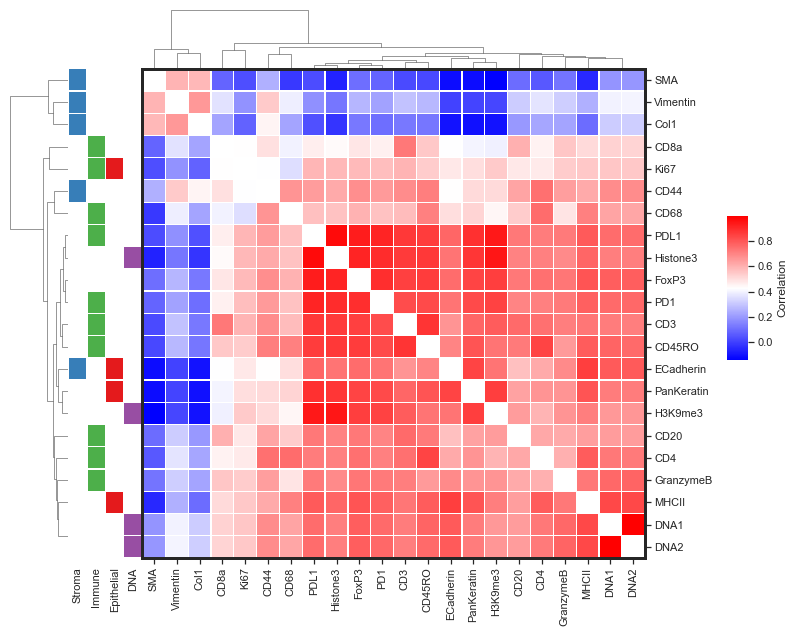 SMA
Vimentin
Col1
CD8a
Ki67
CD44
CD68
PDL1
Histone3
FoxP3
PD1
CD3
CD45RO
ECadherin
PanKeratin
H3K9me3
CD20
CD4
GranzymeB
MHCII
DNA1
DNA2
0.8
0.6
0.4
0.2
0.0
Correlation
Stroma
Immune
Epithelial
DNA
SMA
Vimentin
Col1
CD8a
Ki67
CD44
CD68
PDL1
Histone3
FoxP3
PD1
CD3
CD45RO
ECadherin
PanKeratin
H3K9me3
CD20
CD4
GranzymeB
MHCII
DNA1
DNA2